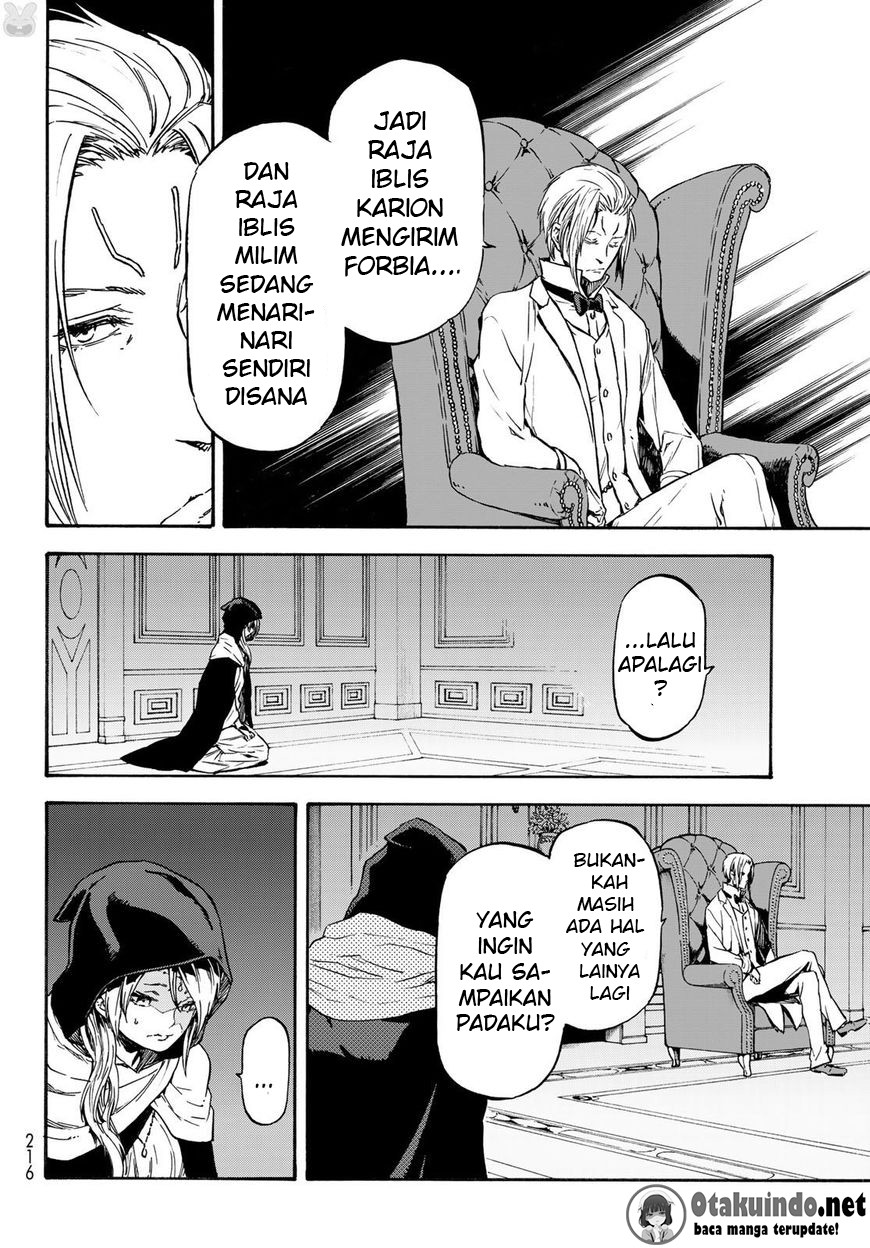 JADI
RAJA
IBLIS
KARION
MENGIRIM
FORBIA....
DAN
RAJA
IBLIS
MILIM
SEDANG
MENARI-
NARI
SENDIRI
DISANA
...LALU
APALAGI
?
BUKAN-
KAH
MASIH
ADA HAL
YANG
LAINYA
LAGI
YANG
INGIN
KAU SA-
MPAIKAN
PADAKU?
...
216
Otakuindo.net
baca manga terupdate!